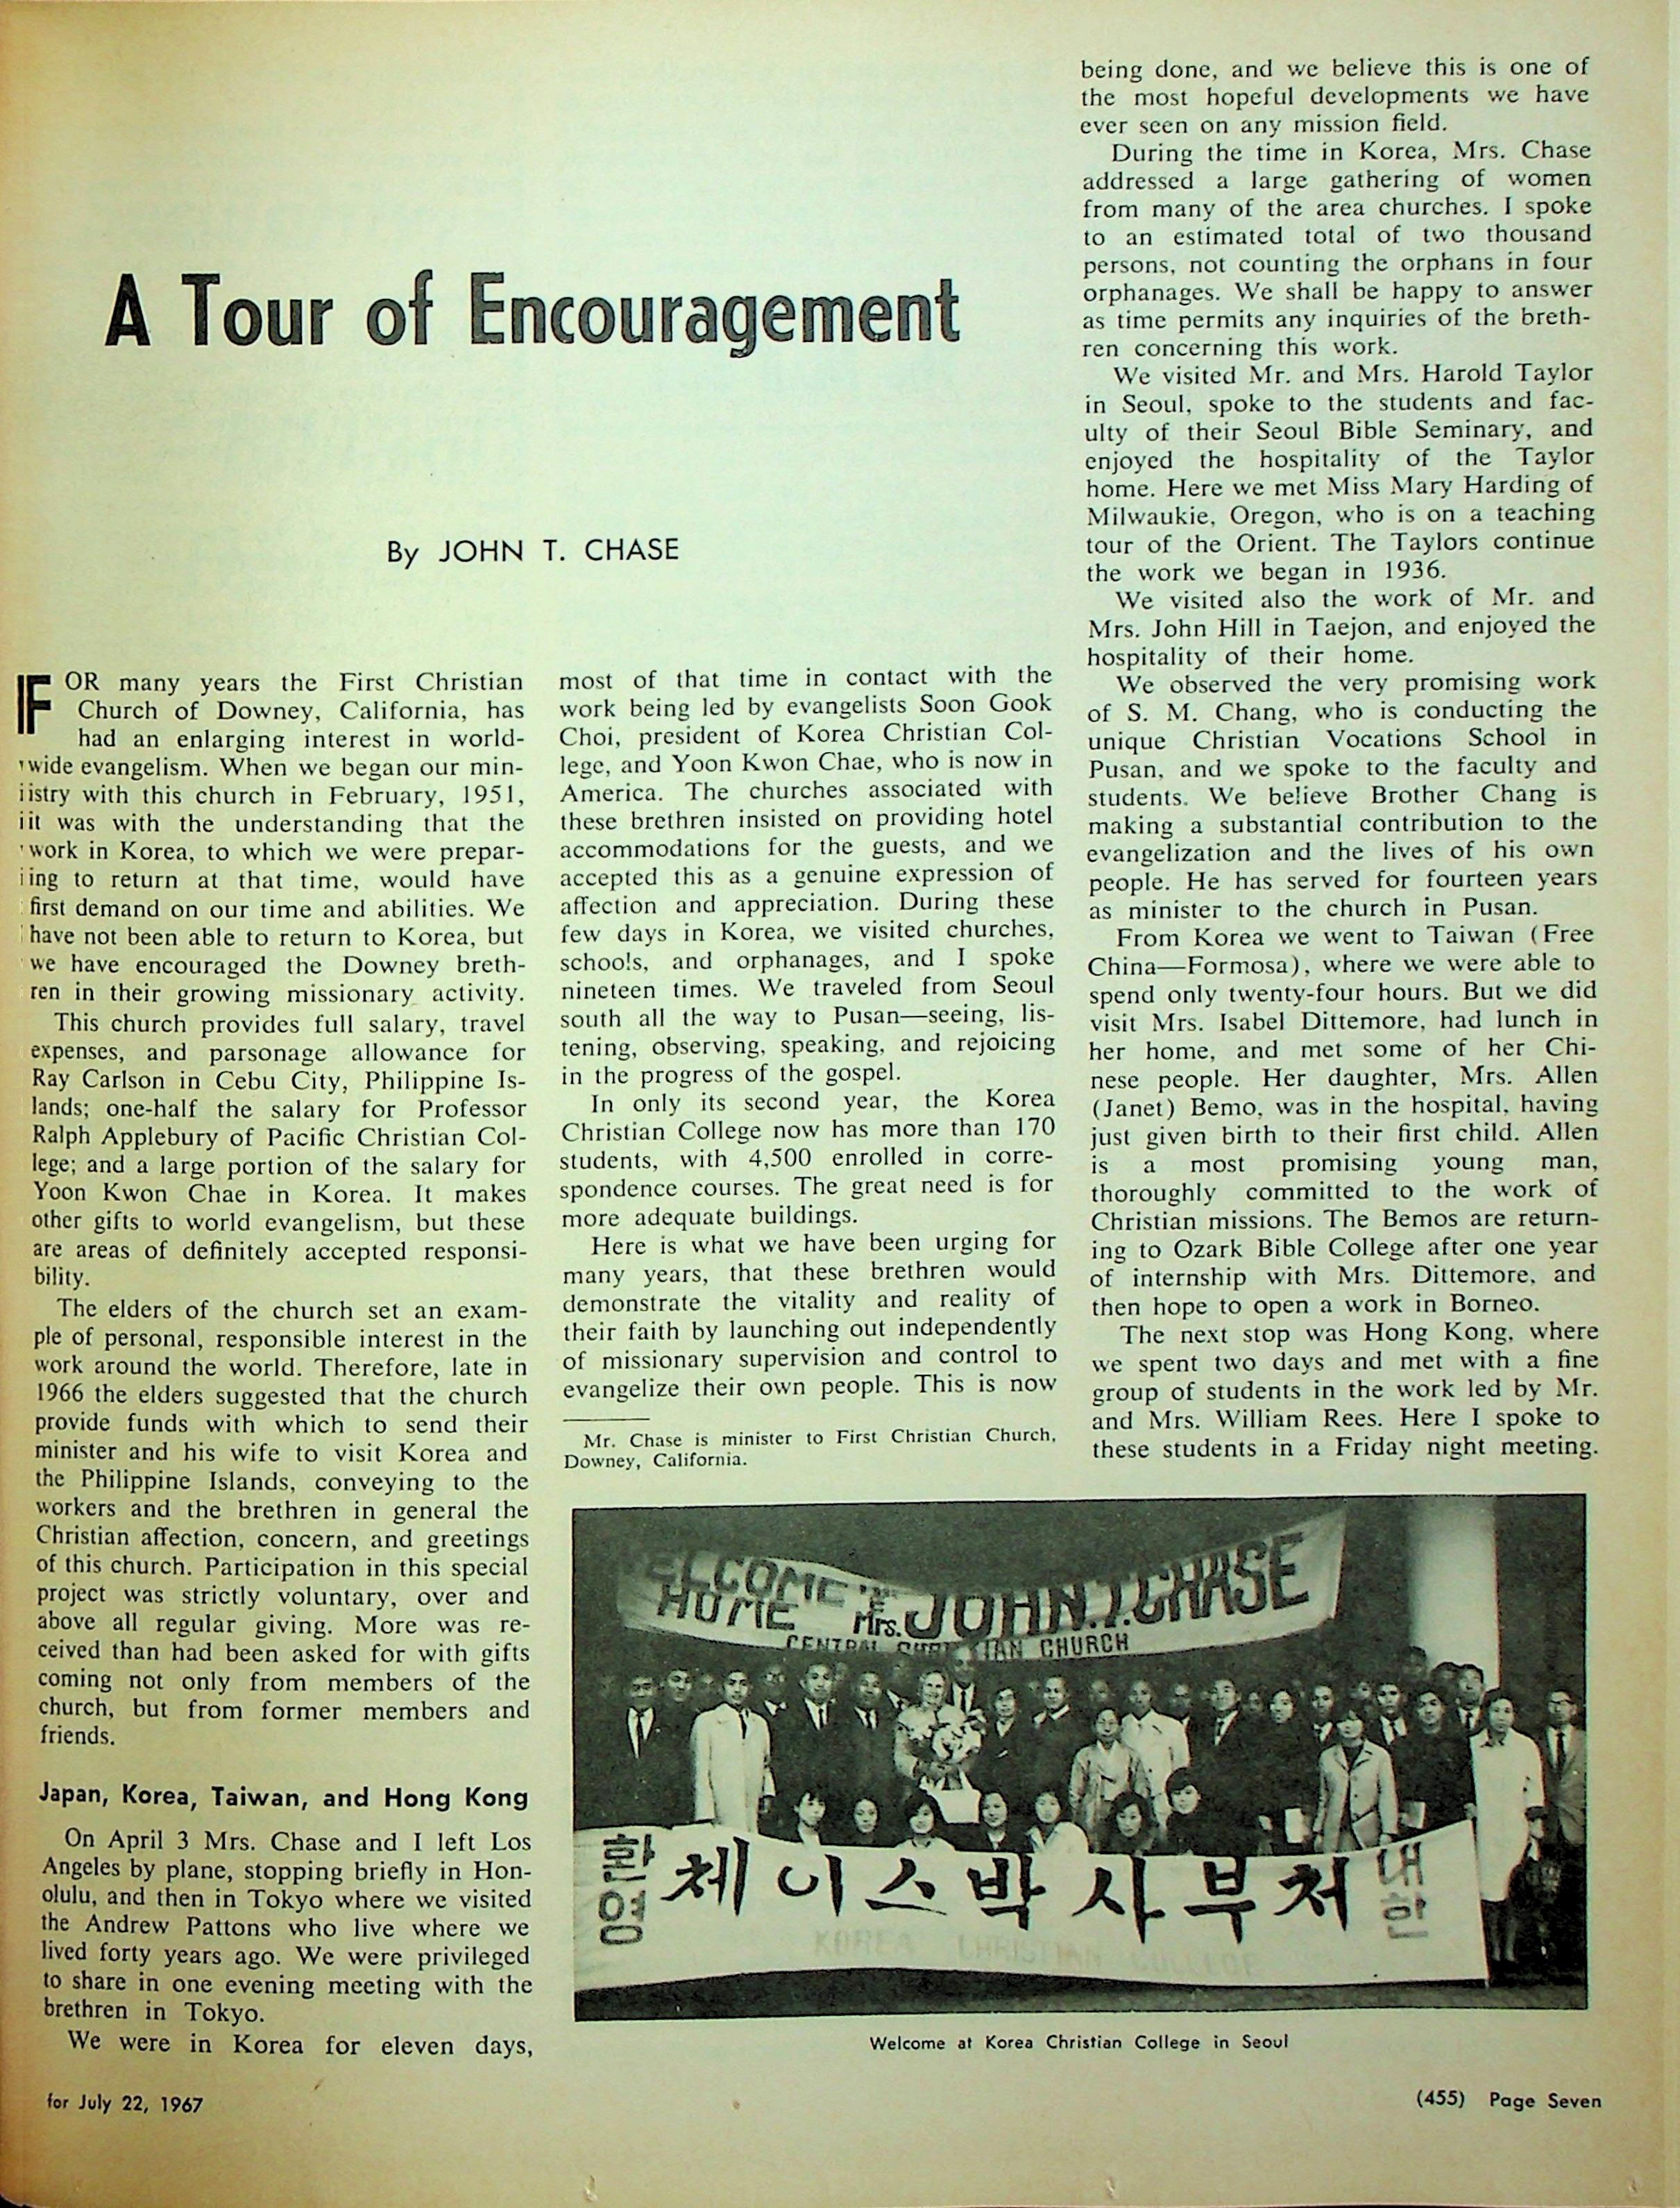 A Tour of Encouragement
By JOHN T. CHASE
FOR many years the First Christian
Church of Downey, California, has
had an enlarging interest in world-
wide evangelism. When we began our min-
istry with this church in February, 1951,
it was with the understanding that the
work in Korea, to which we were prepar-
ing to return at that time, would have
first demand on our time and abilities. We
have not been able to return to Korea, but
we have encouraged the Downey breth-
ren in their growing missionary activity.
This church provides full salary, travel
expenses, and parsonage allowance for
Ray Carlson in Cebu City, Philippine Is-
lands; one-half the salary for Professor
Ralph Applebury of Pacific Christian Col-
lege; and a large portion of the salary for
Yoon Kwon Chae in Korea. It makes
other gifts to world evangelism, but these
are areas of definitely accepted responsi-
bility.
The elders of the church set an exam-
ple of personal, responsible interest in the
work around the world. Therefore, late in
1966 the elders suggested that the church
provide funds with which to send their
minister and his wife to visit Korea and
the Philippine Islands, conveying to the
workers and the brethren in general the
Christian affection, concern, and greetings
of this church. Participation in this special
project was strictly voluntary, over and
above all regular giving. More was re-
ceived than had been asked for with gifts
coming not only from members of the
church, but from former members and
friends.
Japan, Korea, Taiwan, and Hong Kong
On April 3 Mrs. Chase and I left Los
Angeles by plane, stopping briefly in Hon-
olulu, and then in Tokyo where we visited
the Andrew Pattons who live where we
lived forty years ago. We were privileged
to share in one evening meeting with the
brethren in Tokyo.
We were in Korea for eleven days,
most of that time in contact with the
work being led by evangelists Soon Gook
Choi, president of Korea Christian Col-
lege, and Yoon Kwon Chae, who is now in
America. The churches associated with
these brethren insisted on providing hotel
accommodations for the guests, and we
accepted this as a genuine expression of
affection and appreciation. During these
few days in Korea, we visited churches,
schools, and orphanages, and I spoke
nineteen times. We traveled from Seoul
south all the way to Pusan—seeing, lis-
tening, observing, speaking, and rejoicing
in the progress of the gospel.
In only its second year, the Korea
Christian College now has more than 170
students, with 4,500 enrolled in corre-
spondence courses. The great need is for
more adequate buildings.
Here is what we have been urging for
many years, that these brethren would
demonstrate the vitality and reality of
their faith by launching out independently
of missionary supervision and control to
evangelize their own people. This is now
Mr. Chase is minister to First Christian Church,
Downey, California.
being done, and we believe this is one of
the most hopeful developments we have
ever seen on any mission field.
During the time in Korea, Mrs. Chase
addressed a large gathering of women
from many of the area churches. I spoke
to an estimated total of two thousand
persons, not counting the orphans in four
orphanages. We shall be happy to answer
as time permits any inquiries of the breth-
ren concerning this work.
We visited Mr. and Mrs. Harold Taylor
in Seoul, spoke to the students and fac-
ulty of their Seoul Bible Seminary, and
enjoyed the hospitality of the Taylor
home. Here we met Miss Mary Harding of
Milwaukie, Oregon, who is on a teaching
tour of the Orient. The Taylors continue
the work we began in 1936.
We visited also the work of Mr. and
Mrs. John Hill in Taejon, and enjoyed the
hospitality of their home.
We observed the very promising work
of S. M. Chang, who is conducting the
unique Christian Vocations School in
Pusan, and we spoke to the faculty and
students. We believe Brother Chang is
making a substantial contribution to the
evangelization and the lives of his own
people. He has served for fourteen years
as minister to the church in Pusan.
From Korea we went to Taiwan (Free
China—Formosa), where we were able to
spend only twenty-four hours. But we did
visit Mrs. Isabel Dittemore, had lunch in
her home, and met some of her Chi-
nese people. Her daughter, Mrs. Allen
(Janet) Bemo, was in the hospital, having
just given birth to their first child. Allen
is a most promising young man,
thoroughly committed to the work of
Christian missions. The Bemos are return-
ing to Ozark Bible College after one year
of internship with Mrs. Dittemore, and
then hope to open a work in Borneo.
The next stop was Hong Kong, where
we spent two days and met with a fine
group of students in the work led by Mr.
and Mrs. William Rees. Here I spoke to
these students in a Friday night meeting.
ELCOME
HOME Mrs. JOHN.T.CHASE
CENTRAL CHRISTIAN CHURCH
환영 체이스박사부처 내한
KOREA CHRISTIAN COLLEGE
Welcome at Korea Christian College in Seoul
for July 22, 1967
(455) Page Seven